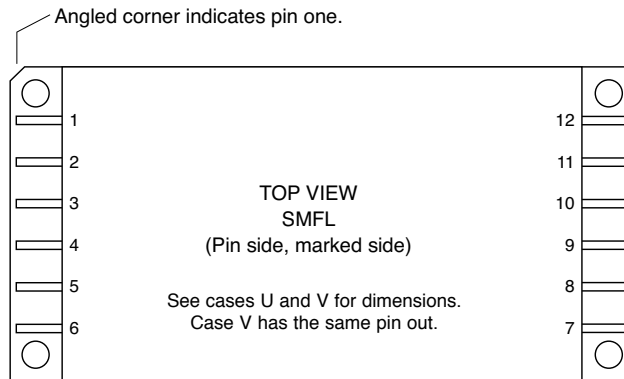 Angled corner indicates pin one.
1
12
2
11
3
10
4
9
5
8
6
7
TOP VIEW
SMFL
(Pin side, marked side)
See cases U and V for dimensions.
Case V has the same pin out.